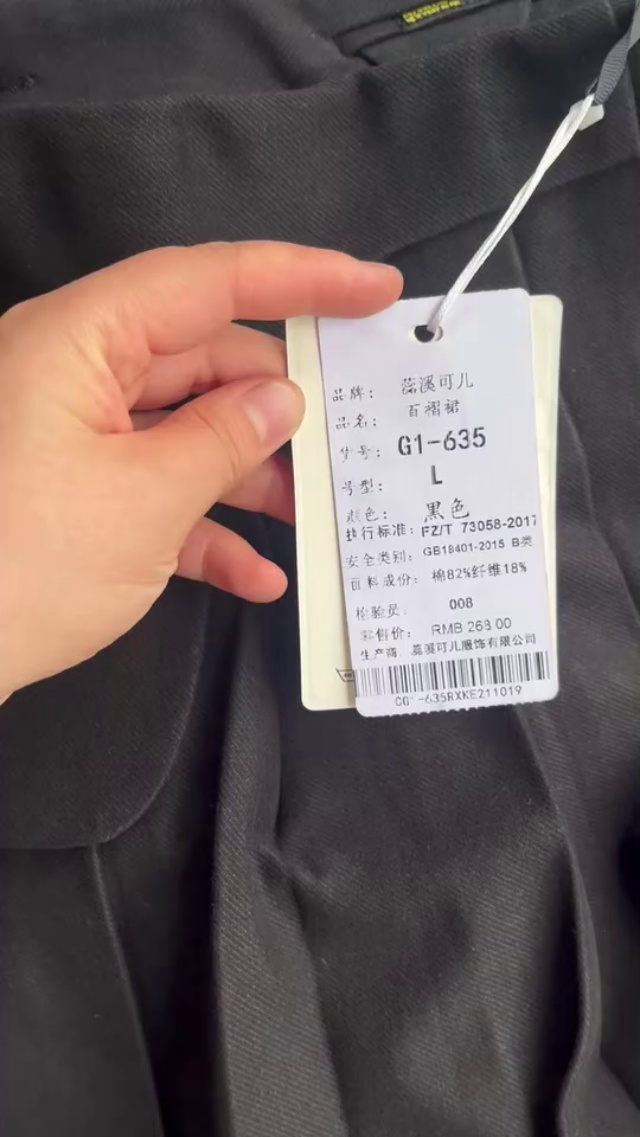 品牌: 蕊溪可儿
品名: 百褶裙
货号: G1-635
号型: L
颜色: 黑色
执行标准: FZ/T 73058-2017
安全类别: GB18401-2015 B类
面料成份: 棉82%纤维18%
检验员: 008
零售价: RMB 268.00
生产商: 蕊溪可儿服饰有限公司
CG1-635RXKE211019